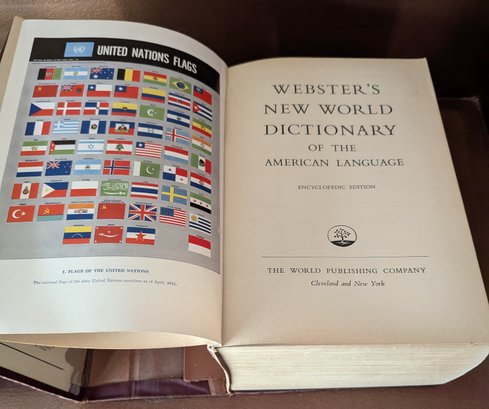 UNITED NATIONS FLAGS
I. FLAGS OF THE UNITED NATIONS
The national flags of the sixty United Nations members as of April, 1951.
WEBSTER'S
NEW WORLD
DICTIONARY
OF THE
AMERICAN LANGUAGE
ENCYCLOPEDIC EDITION
THE WORLD PUBLISHING COMPANY
Cleveland and New York